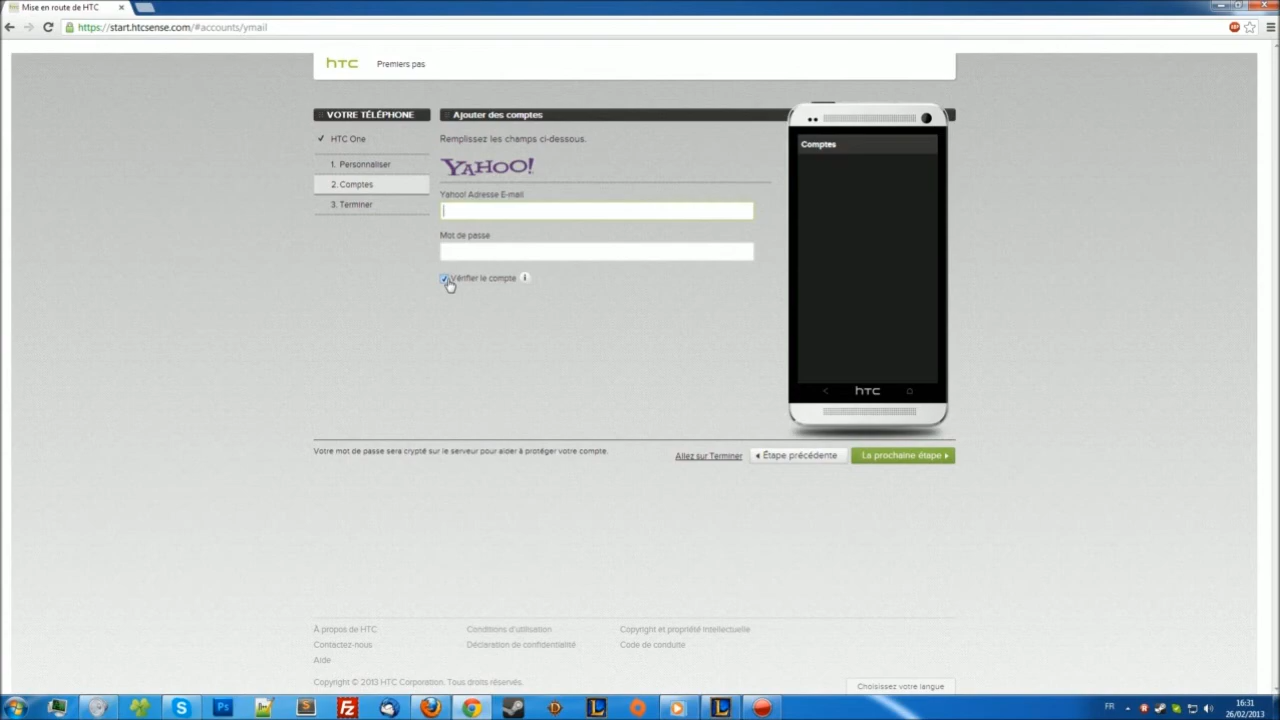 Mise en route de HTC
https://start.htcsense.com/#accounts/ymail
hTC Premiers pas
VOTRE TÉLÉPHONE
HTC One
1. Personnaliser
2. Comptes
3. Terminer
Ajouter des comptes
Remplissez les champs ci-dessous.
YAHOO!
Yahoo! Adresse E-mail
Mot de passe
Vérifier le compte
Comptes
hTC
Votre mot de passe sera crypté sur le serveur pour aider à protéger votre compte.
Allez sur Terminer
Étape précédente
La prochaine étape
À propos de HTC
Contactez-nous
Aide
Conditions d'utilisation
Déclaration de confidentialité
Copyright et propriété intellectuelle
Code de conduite
Copyright © 2013 HTC Corporation. Tous droits réservés.
Choisissez votre langue
FR
16:31
26/02/2013